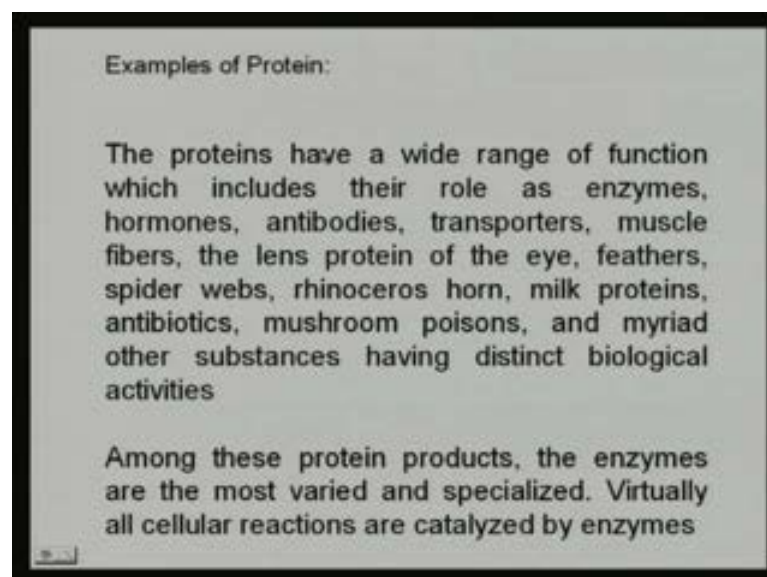 Examples of Protein:
The proteins have a wide range of function
which includes their role as enzymes,
hormones, antibodies, transporters, muscle
fibers, the lens protein of the eye, feathers,
spider webs, rhinoceros horn, milk proteins,
antibiotics, mushroom poisons, and myriad
other substances having distinct biological
activities
Among these protein products, the enzymes
are the most varied and specialized. Virtually
all cellular reactions are catalyzed by enzymes